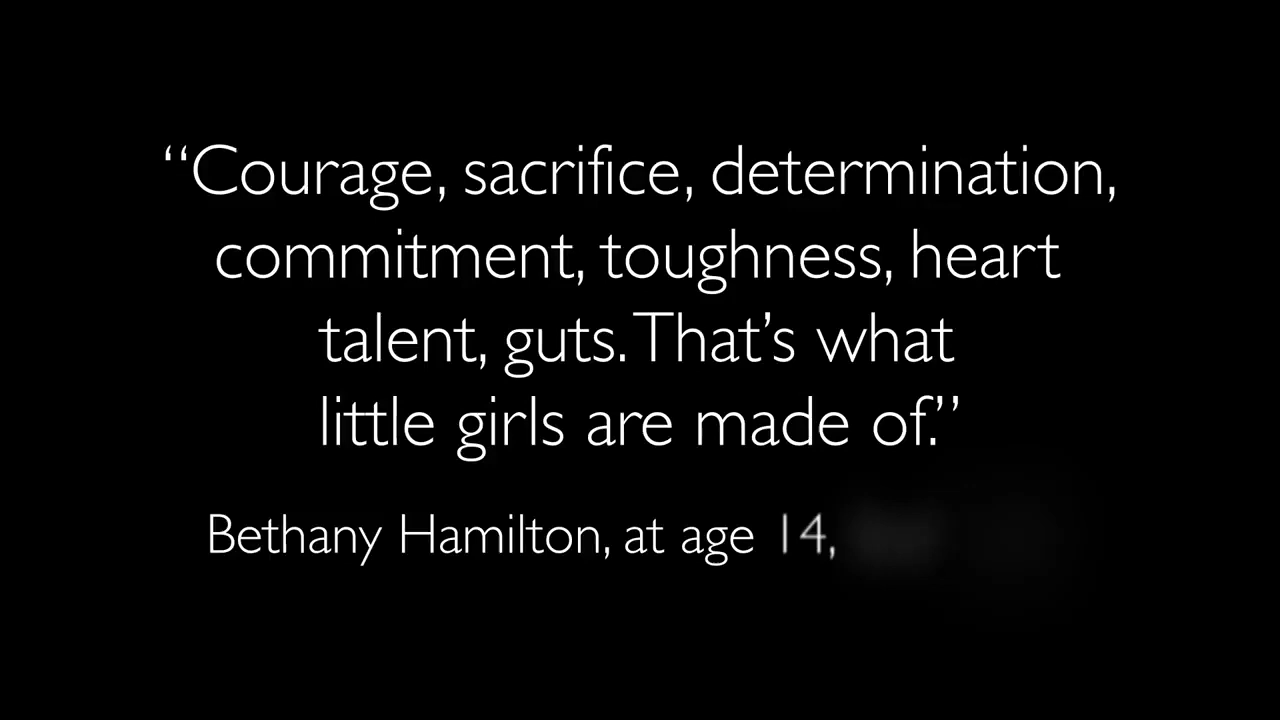 “Courage, sacrifice, determination,
commitment, toughness, heart
talent, guts. That’s what
little girls are made of.”
Bethany Hamilton, at age 14,